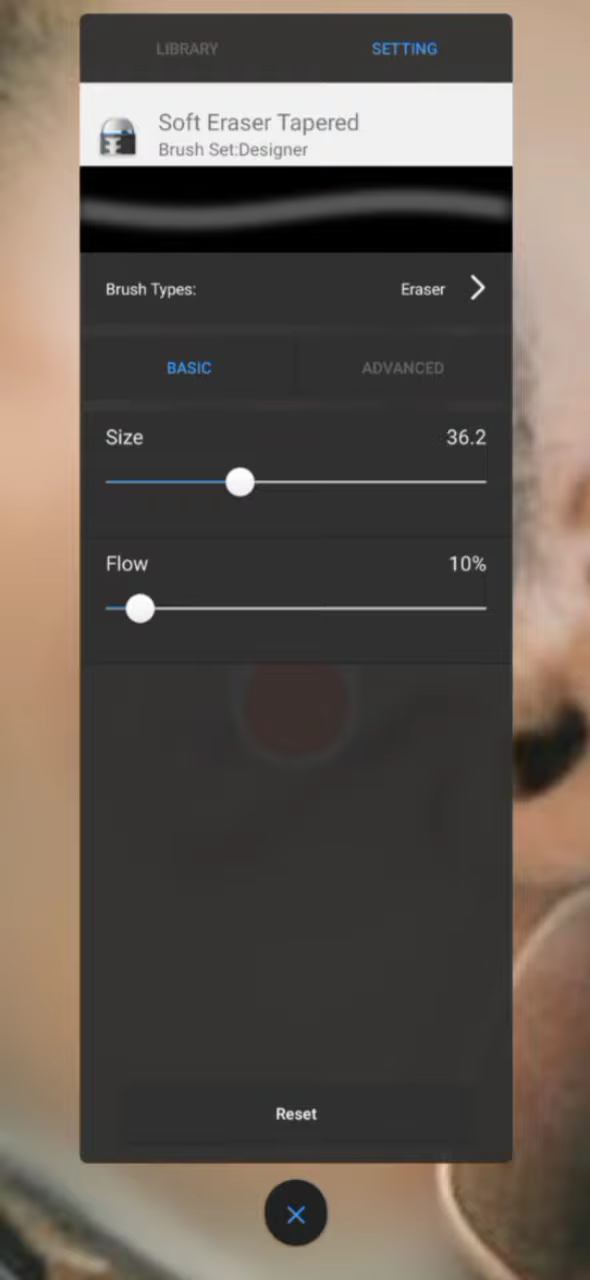 LIBRARY SETTING
Soft Eraser Tapered
Brush Set:Designer
Brush Types: Eraser
BASIC ADVANCED
Size 36.2
Flow 10%
Reset